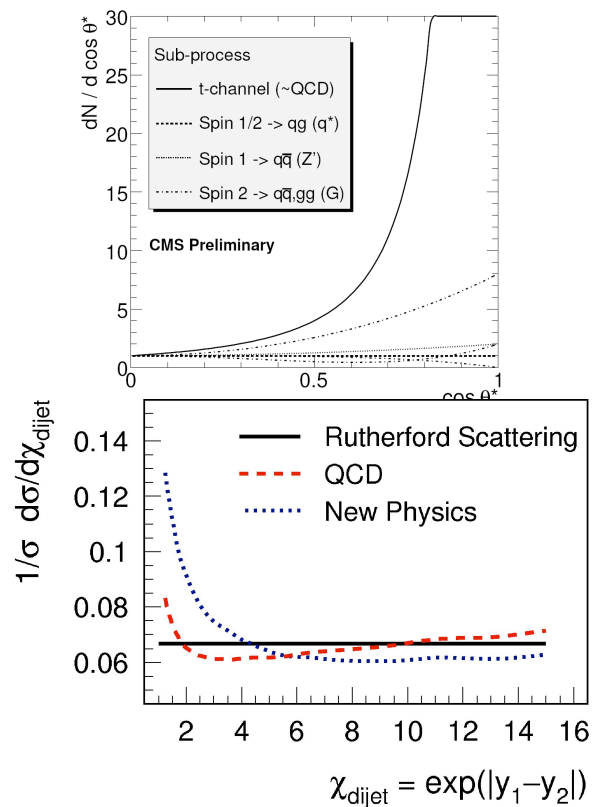 dN / d cos θ*
30
25
20
15
10
5
0
Sub-process
t-channel (~QCD)
Spin 1/2 -> qg (q*)
Spin 1 -> qq̅ (Z')
Spin 2 -> qq̅,gg (G)
CMS Preliminary
0 0.5 1
cos θ*
1/σ dσ/dχdijet
0.14
0.12
0.1
0.08
0.06
Rutherford Scattering
QCD
New Physics
2 4 6 8 10 12 14 16
χdijet = exp(|y1−y2|)